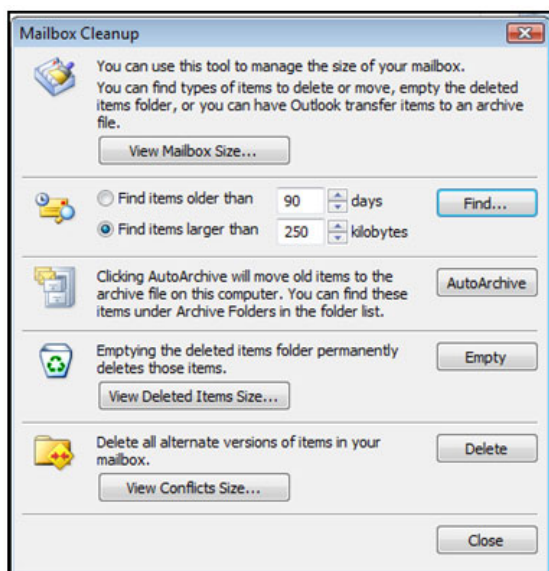 Mailbox Cleanup
You can use this tool to manage the size of your mailbox.
You can find types of items to delete or move, empty the deleted
items folder, or you can have Outlook transfer items to an archive
file.
View Mailbox Size...
Find items older than 90 days
Find...
Find items larger than 250 kilobytes
Clicking AutoArchive will move old items to the
archive file on this computer. You can find these
items under Archive Folders in the folder list.
AutoArchive
Emptying the deleted items folder permanently
deletes those items.
Empty
View Deleted Items Size...
Delete all alternate versions of items in your
mailbox.
Delete
View Conflicts Size...
Close